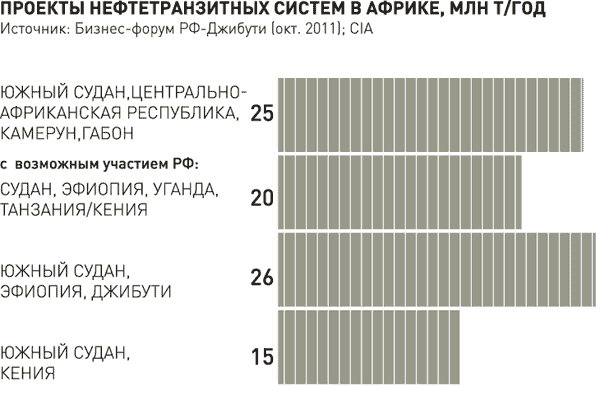 ПРОЕКТЫ НЕФТЕТРАНЗИТНЫХ СИСТЕМ В АФРИКЕ, МЛН Т/ГОД
Источник: Бизнес-форум РФ-Джибути (окт. 2011); CIA
ЮЖНЫЙ СУДАН,ЦЕНТРАЛЬНО-
АФРИКАНСКАЯ РЕСПУБЛИКА,
КАМЕРУН,ГАБОН
25
с возможным участием РФ:
СУДАН, ЭФИОПИЯ, УГАНДА,
ТАНЗАНИЯ/КЕНИЯ
20
ЮЖНЫЙ СУДАН,
ЭФИОПИЯ, ДЖИБУТИ
26
ЮЖНЫЙ СУДАН,
КЕНИЯ
15